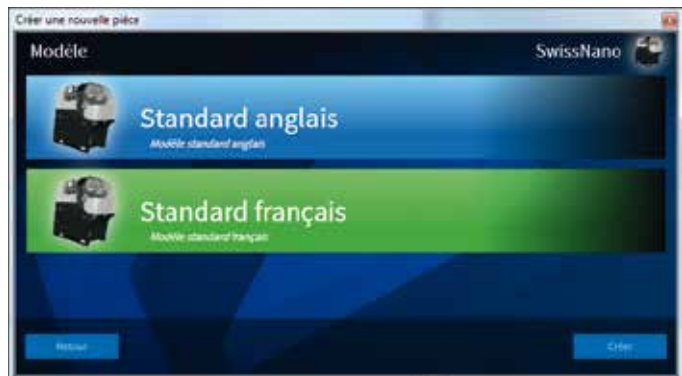 Créer une nouvelle pièce
Modèle
SwissNano
Standard anglais
Modèle standard anglais
Standard français
Modèle standard français
Retour
Créer